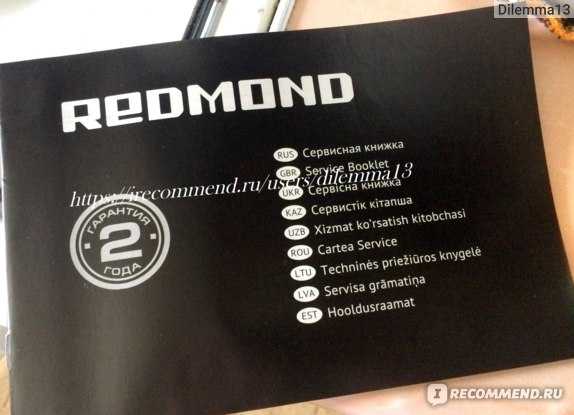 Dilemma13
REDMOND
RUS Сервисная книжка
GBR Service Booklet
https://irecommend.ru/users/dilemma13
UKR Сервісна книжка
KAZ Сервистік кітапша
UZB Xizmat ko'rsatish kitobchasi
ROU Cartea Service
LTU Techninės priežiūros knygelė
LVA Servisa grāmatiņa
EST Hooldusraamat
ГАРАНТИЯ
2
ГОДА
I RECOMMEND.RU